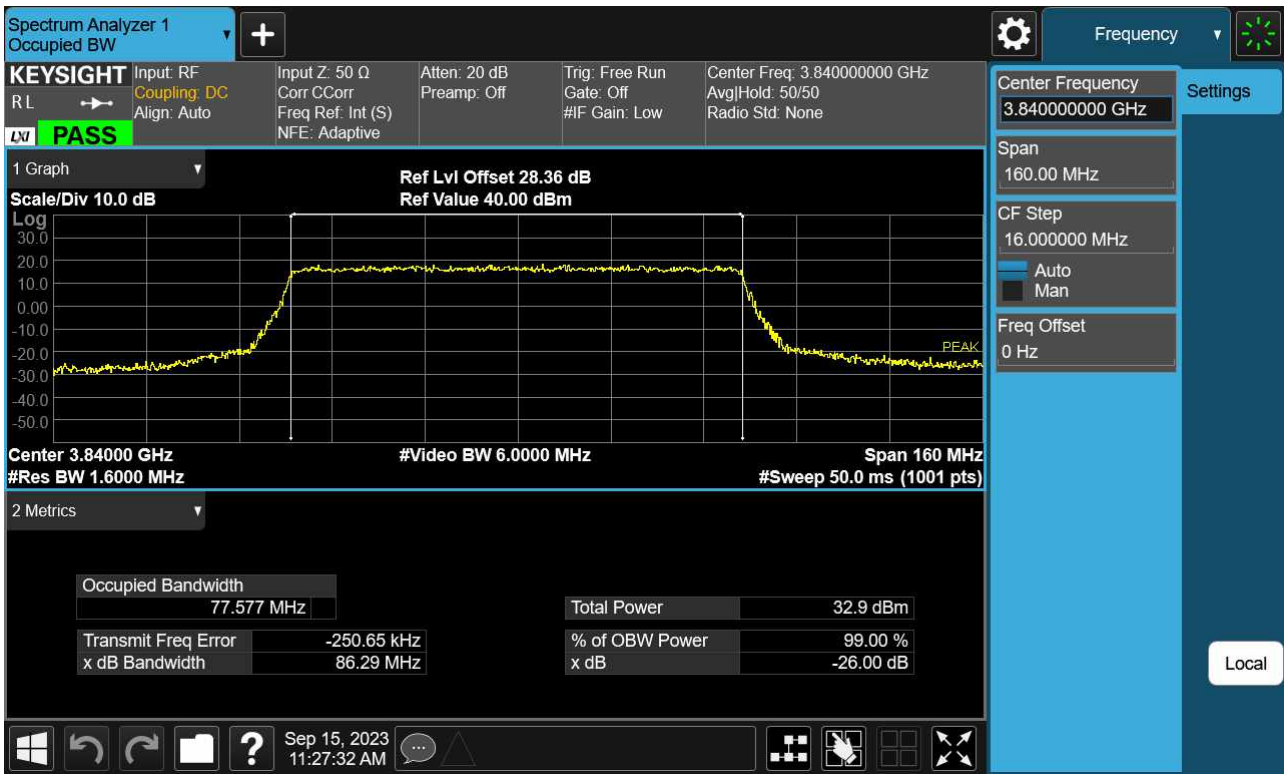 Spectrum Analyzer 1
Occupied BW
Frequency
KEYSIGHT
RL
LXI
PASS
Input: RF
Coupling: DC
Align: Auto
Input Z: 50 Ω
Corr CCorr
Freq Ref: Int (S)
NFE: Adaptive
Atten: 20 dB
Preamp: Off
Trig: Free Run
Gate: Off
#IF Gain: Low
Center Freq: 3.840000000 GHz
Avg|Hold: 50/50
Radio Std: None
Center Frequency
3.840000000 GHz
Settings
Span
160.00 MHz
CF Step
16.000000 MHz
Auto
Man
Freq Offset
0 Hz
Local
1 Graph
Ref Lvl Offset 28.36 dB
Scale/Div 10.0 dB
Ref Value 40.00 dBm
Log
30.0
20.0
10.0
0.00
-10.0
-20.0
-30.0
-40.0
-50.0
PEAK
Center 3.84000 GHz
#Video BW 6.0000 MHz
Span 160 MHz
#Res BW 1.6000 MHz
#Sweep 50.0 ms (1001 pts)
2 Metrics
Occupied Bandwidth
77.577 MHz
Total Power 32.9 dBm
Transmit Freq Error -250.65 kHz
% of OBW Power 99.00 %
x dB Bandwidth 86.29 MHz
x dB -26.00 dB
?
Sep 15, 2023
11:27:32 AM